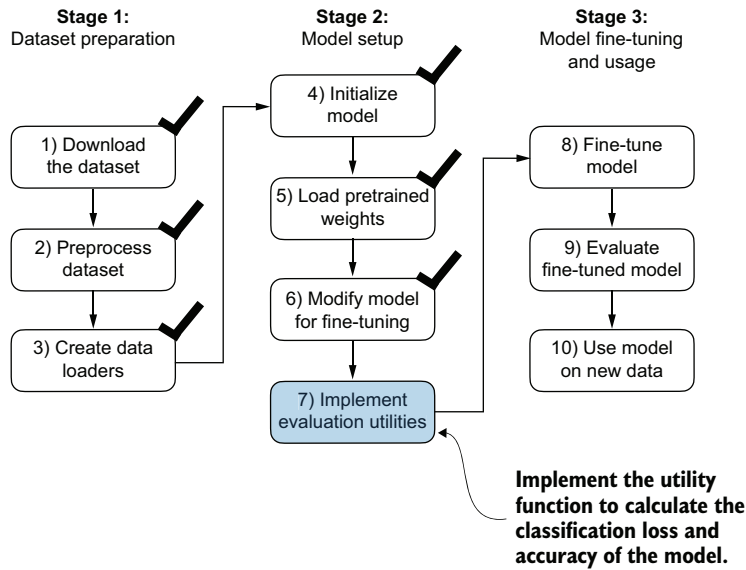 Stage 1:
Dataset preparation
1) Download
the dataset
2) Preprocess
dataset
3) Create data
loaders
Stage 2:
Model setup
4) Initialize
model
5) Load pretrained
weights
6) Modify model
for fine-tuning
7) Implement
evaluation utilities
Stage 3:
Model fine-tuning
and usage
8) Fine-tune
model
9) Evaluate
fine-tuned model
10) Use model
on new data
Implement the utility
function to calculate the
classification loss and
accuracy of the model.